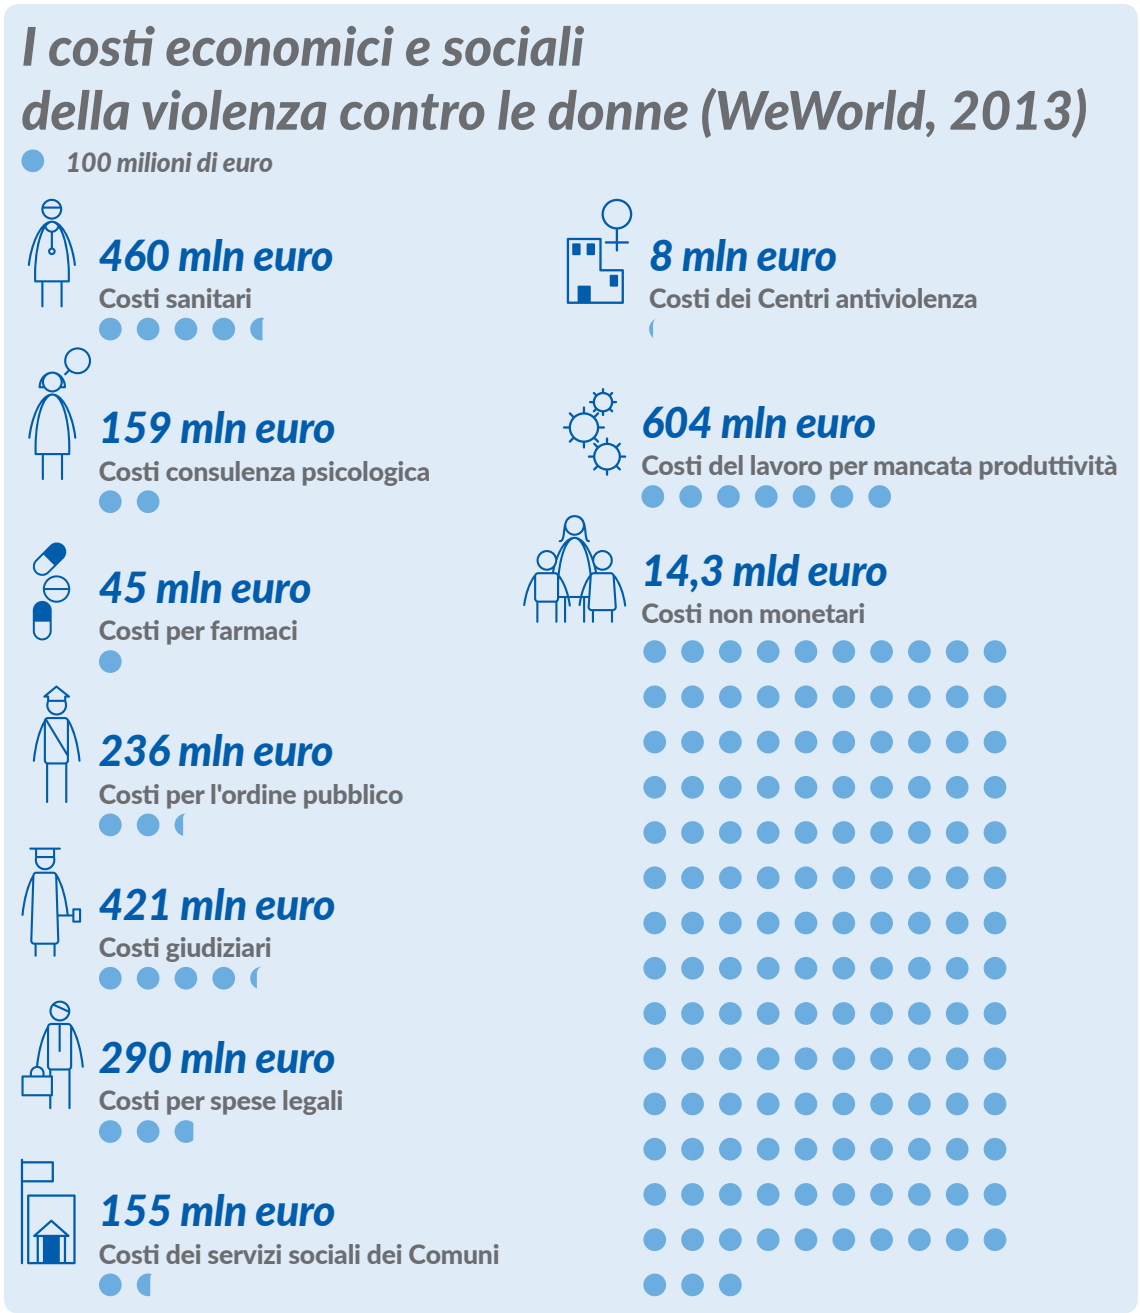 I costi economici e sociali
della violenza contro le donne (WeWorld, 2013)
100 milioni di euro
460 mln euro
Costi sanitari
159 mln euro
Costi consulenza psicologica
45 mln euro
Costi per farmaci
236 mln euro
Costi per l'ordine pubblico
421 mln euro
Costi giudiziari
290 mln euro
Costi per spese legali
155 mln euro
Costi dei servizi sociali dei Comuni
8 mln euro
Costi dei Centri antiviolenza
604 mln euro
Costi del lavoro per mancata produttività
14,3 mld euro
Costi non monetari